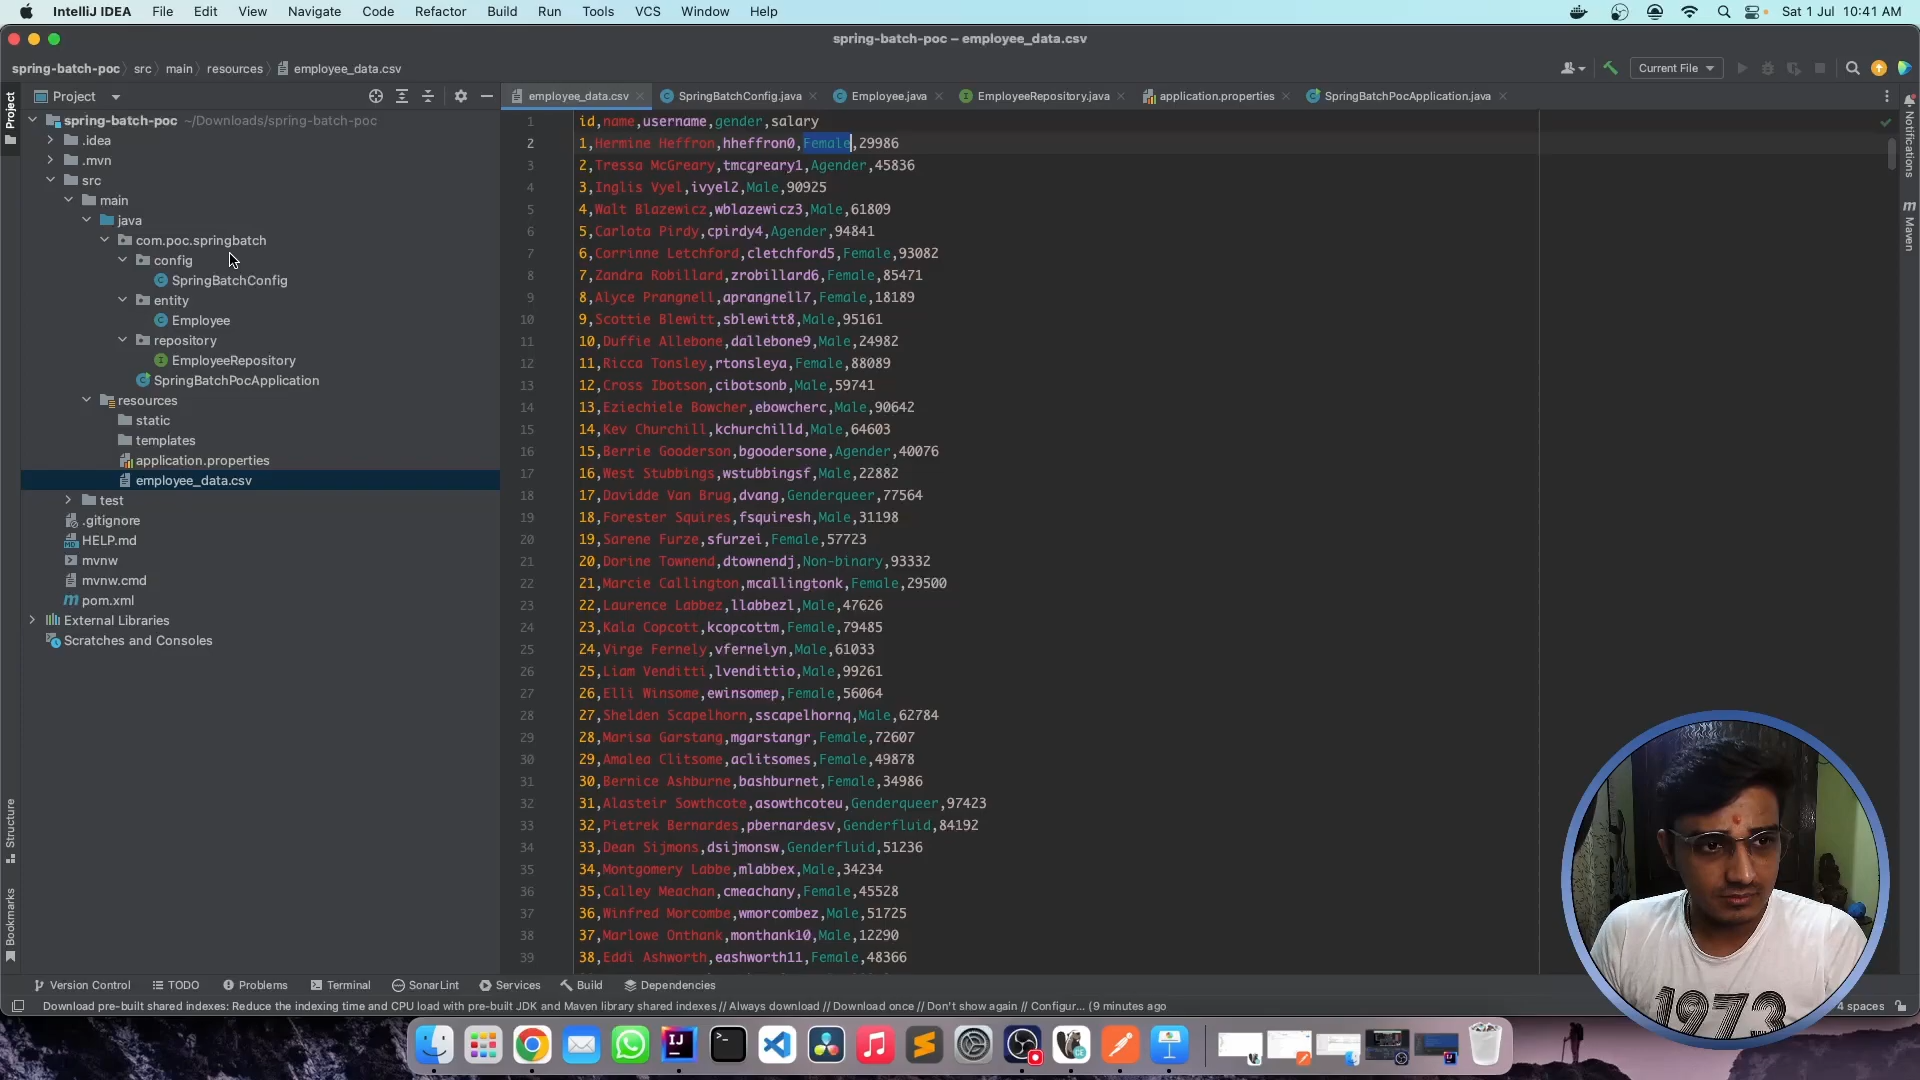 IntelliJ IDEA File Edit View Navigate Code Refactor Build Run Tools VCS Window Help Sat 1 Jul 10:41 AM
spring-batch-poc – employee_data.csv
spring-batch-poc src main resources employee_data.csv Current File
Project
employee_data.csv SpringBatchConfig.java Employee.java EmployeeRepository.java application.properties SpringBatchPocApplication.java
Project
Structure
Bookmarks
spring-batch-poc ~/Downloads/spring-batch-poc
.idea
.mvn
src
main
java
com.poc.springbatch
config
SpringBatchConfig
entity
Employee
repository
EmployeeRepository
SpringBatchPocApplication
resources
static
templates
application.properties
employee_data.csv
test
.gitignore
HELP.md
mvnw
mvnw.cmd
pom.xml
External Libraries
Scratches and Consoles
1 id,name,username,gender,salary
2 1,Hermine Heffron,hheffron0,Female,29986
3 2,Tressa McGreary,tmcgreary1,Agender,45836
4 3,Inglis Vyel,ivyel2,Male,90925
5 4,Walt Blazewicz,wblazewicz3,Male,61809
6 5,Carlota Pirdy,cpirdy4,Agender,94841
7 6,Corrinne Letchford,cletchford5,Female,93082
8 7,Zandra Robillard,zrobillard6,Female,85471
9 8,Alyce Prangnell,aprangnell7,Female,18189
10 9,Scottie Blewitt,sblewitt8,Male,95161
11 10,Duffie Allebone,dallebone9,Male,24982
12 11,Ricca Tonsley,rtonsleya,Female,88089
13 12,Cross Ibotson,cibotsonb,Male,59741
14 13,Eziechiele Bowcher,ebowcherc,Male,90642
15 14,Kev Churchill,kchurchilld,Male,64603
16 15,Berrie Gooderson,bgoodersone,Agender,40076
17 16,West Stubbings,wstubbingsf,Male,22882
18 17,Davidde Van Brug,dvang,Genderqueer,77564
19 18,Forester Squires,fsquiresh,Male,31198
20 19,Sarene Furze,sfurzei,Female,57723
21 20,Dorine Townend,dtownendj,Non-binary,93332
22 21,Marcie Callington,mcallingtonk,Female,29500
23 22,Laurence Labbez,llabbezl,Male,47626
24 23,Kala Copcott,kcopcottm,Female,79485
25 24,Virge Fernely,vfernelyn,Male,61033
26 25,Liam Venditti,lvendittio,Male,99261
27 26,Elli Winsome,ewinsomep,Female,56064
28 27,Shelden Scapelhorn,sscapelhornq,Male,62784
29 28,Marisa Garstang,mgarstangr,Female,72607
30 29,Amalea Clitsome,aclitsomes,Female,49878
31 30,Bernice Ashburne,bashburnet,Female,34986
32 31,Alasteir Sowthcote,asowthcoteu,Genderqueer,97423
33 32,Pietrek Bernardes,pbernardesv,Genderfluid,84192
34 33,Dean Sijmons,dsijmonsw,Genderfluid,51236
35 34,Montgomery Labbe,mlabbex,Male,34234
36 35,Calley Meachan,cmeachany,Female,45528
37 36,Winfred Morcombe,wmorcombez,Male,51725
38 37,Marlowe Onthank,monthank10,Male,12290
39 38,Eddi Ashworth,eashworth11,Female,48366
Notifications
Maven
1973
Version Control TODO Problems Terminal SonarLint Services Build Dependencies
Download pre-built shared indexes: Reduce the indexing time and CPU load with pre-built JDK and Maven library shared indexes // Always download // Download once // Don't show again // Configur... (9 minutes ago 4 spaces